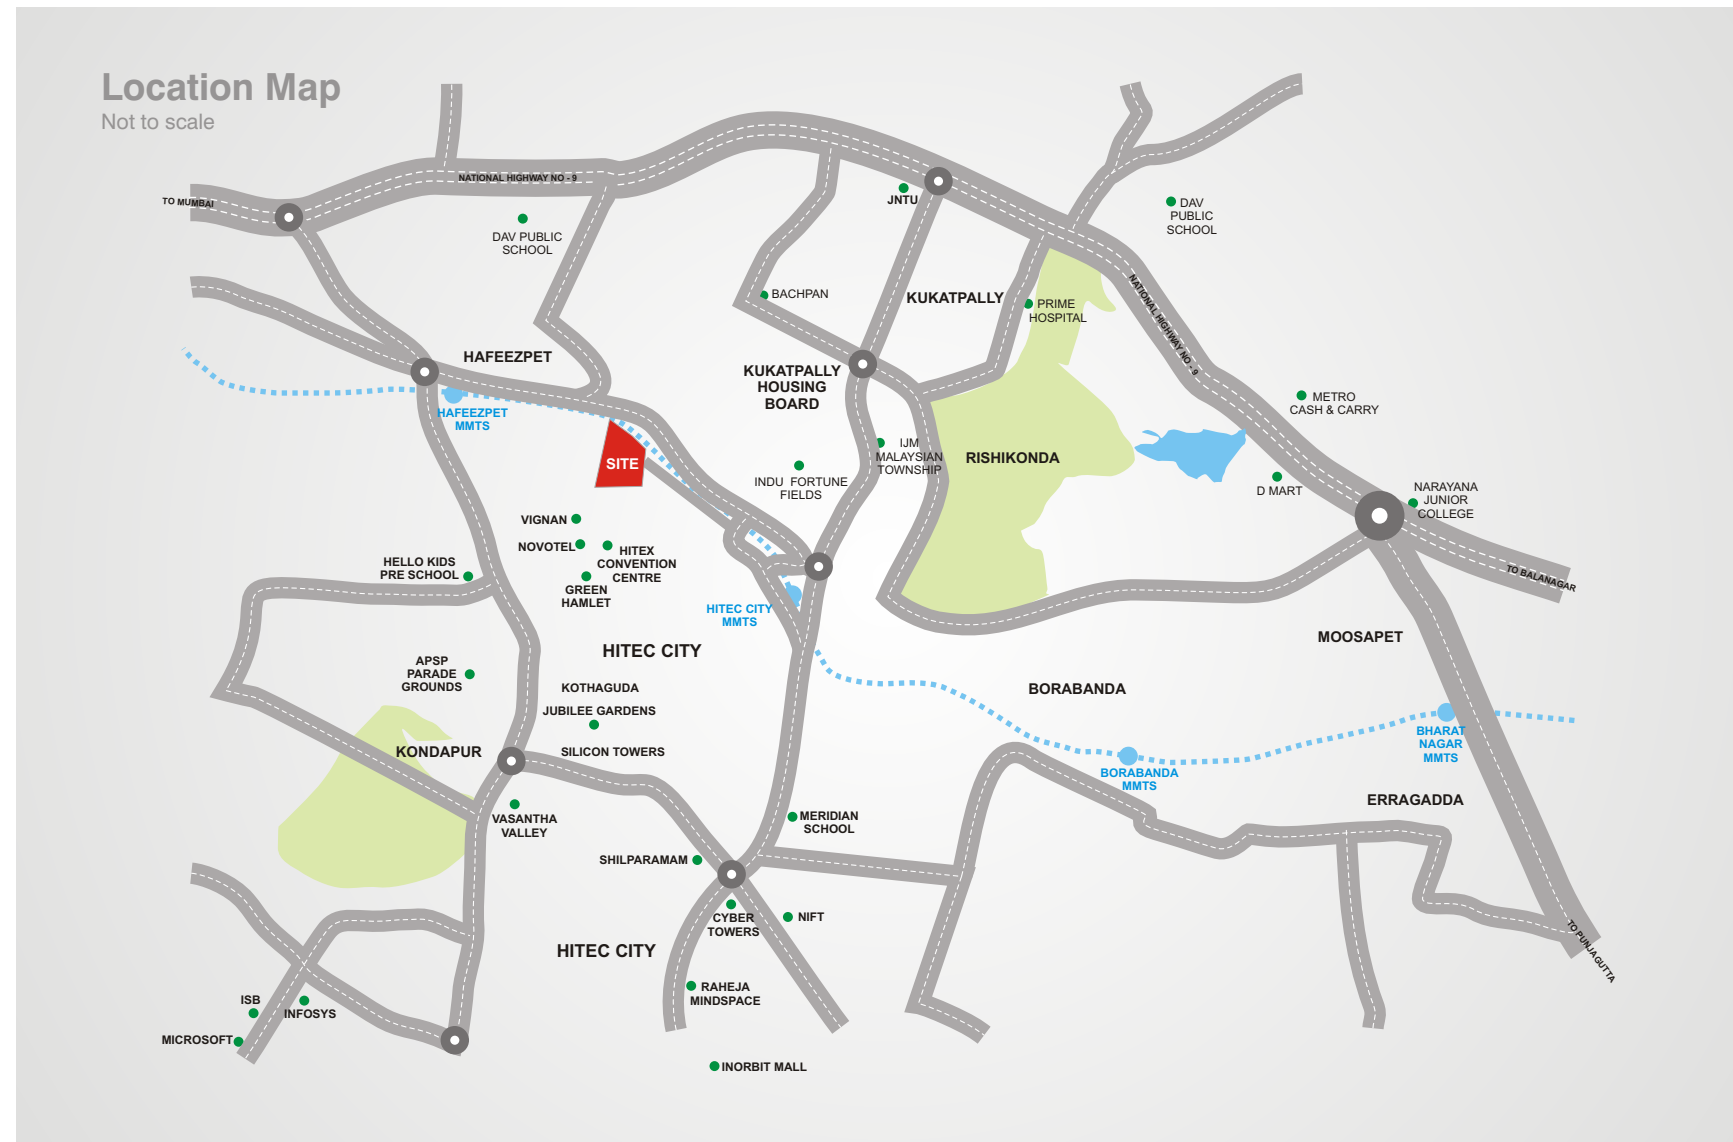 Location Map
Not to scale
TO MUMBAI
NATIONAL HIGHWAY NO - 9
DAV PUBLIC
SCHOOL
JNTU
DAV
PUBLIC
SCHOOL
BACHPAN
KUKATPALLY
PRIME
HOSPITAL
NATIONAL HIGHWAY NO - 9
HAFEEZPET
KUKATPALLY
HOUSING
BOARD
METRO
CASH & CARRY
HAFEEZPET
MMTS
SITE
IJM
MALAYSIAN
TOWNSHIP
RISHIKONDA
INDU FORTUNE
FIELDS
D MART
NARAYANA
JUNIOR
COLLEGE
VIGNAN
NOVOTEL
HITEX
CONVENTION
CENTRE
HELLO KIDS
PRE SCHOOL
GREEN
HAMLET
TO BALANAGAR
HITEC CITY
MMTS
MOOSAPET
HITEC CITY
APSP
PARADE
GROUNDS
KOTHAGUDA
BORABANDA
JUBILEE GARDENS
KONDAPUR
SILICON TOWERS
BHARAT
NAGAR
MMTS
BORABANDA
MMTS
ERRAGADDA
VASANTHA
VALLEY
MERIDIAN
SCHOOL
SHILPARAMAM
CYBER
TOWERS
NIFT
HITEC CITY
TO PUNJAGUTTA
RAHEJA
MINDSPACE
ISB
INFOSYS
MICROSOFT
INORBIT MALL